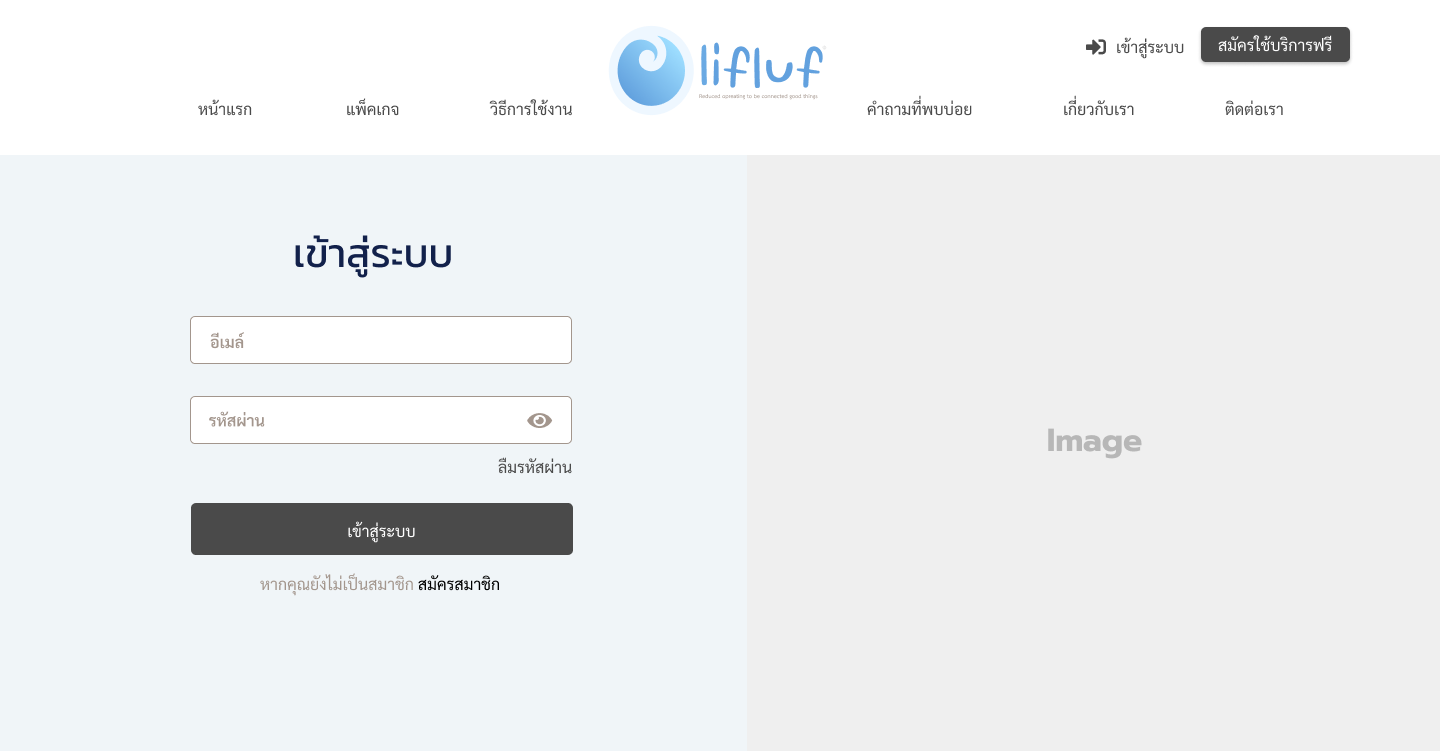 เข้าสู่ระบบ
สมัครใช้บริการฟรี
lifluf
Reduced spreading to be connected good things
หน้าแรก
แพ็คเกจ
วิธีการใช้งาน
คำถามที่พบบ่อย
เกี่ยวกับเรา
ติดต่อเรา
เข้าสู่ระบบ
อีเมล์
รหัสผ่าน
ลืมรหัสผ่าน
เข้าสู่ระบบ
หากคุณยังไม่เป็นสมาชิก สมัครสมาชิก
Image